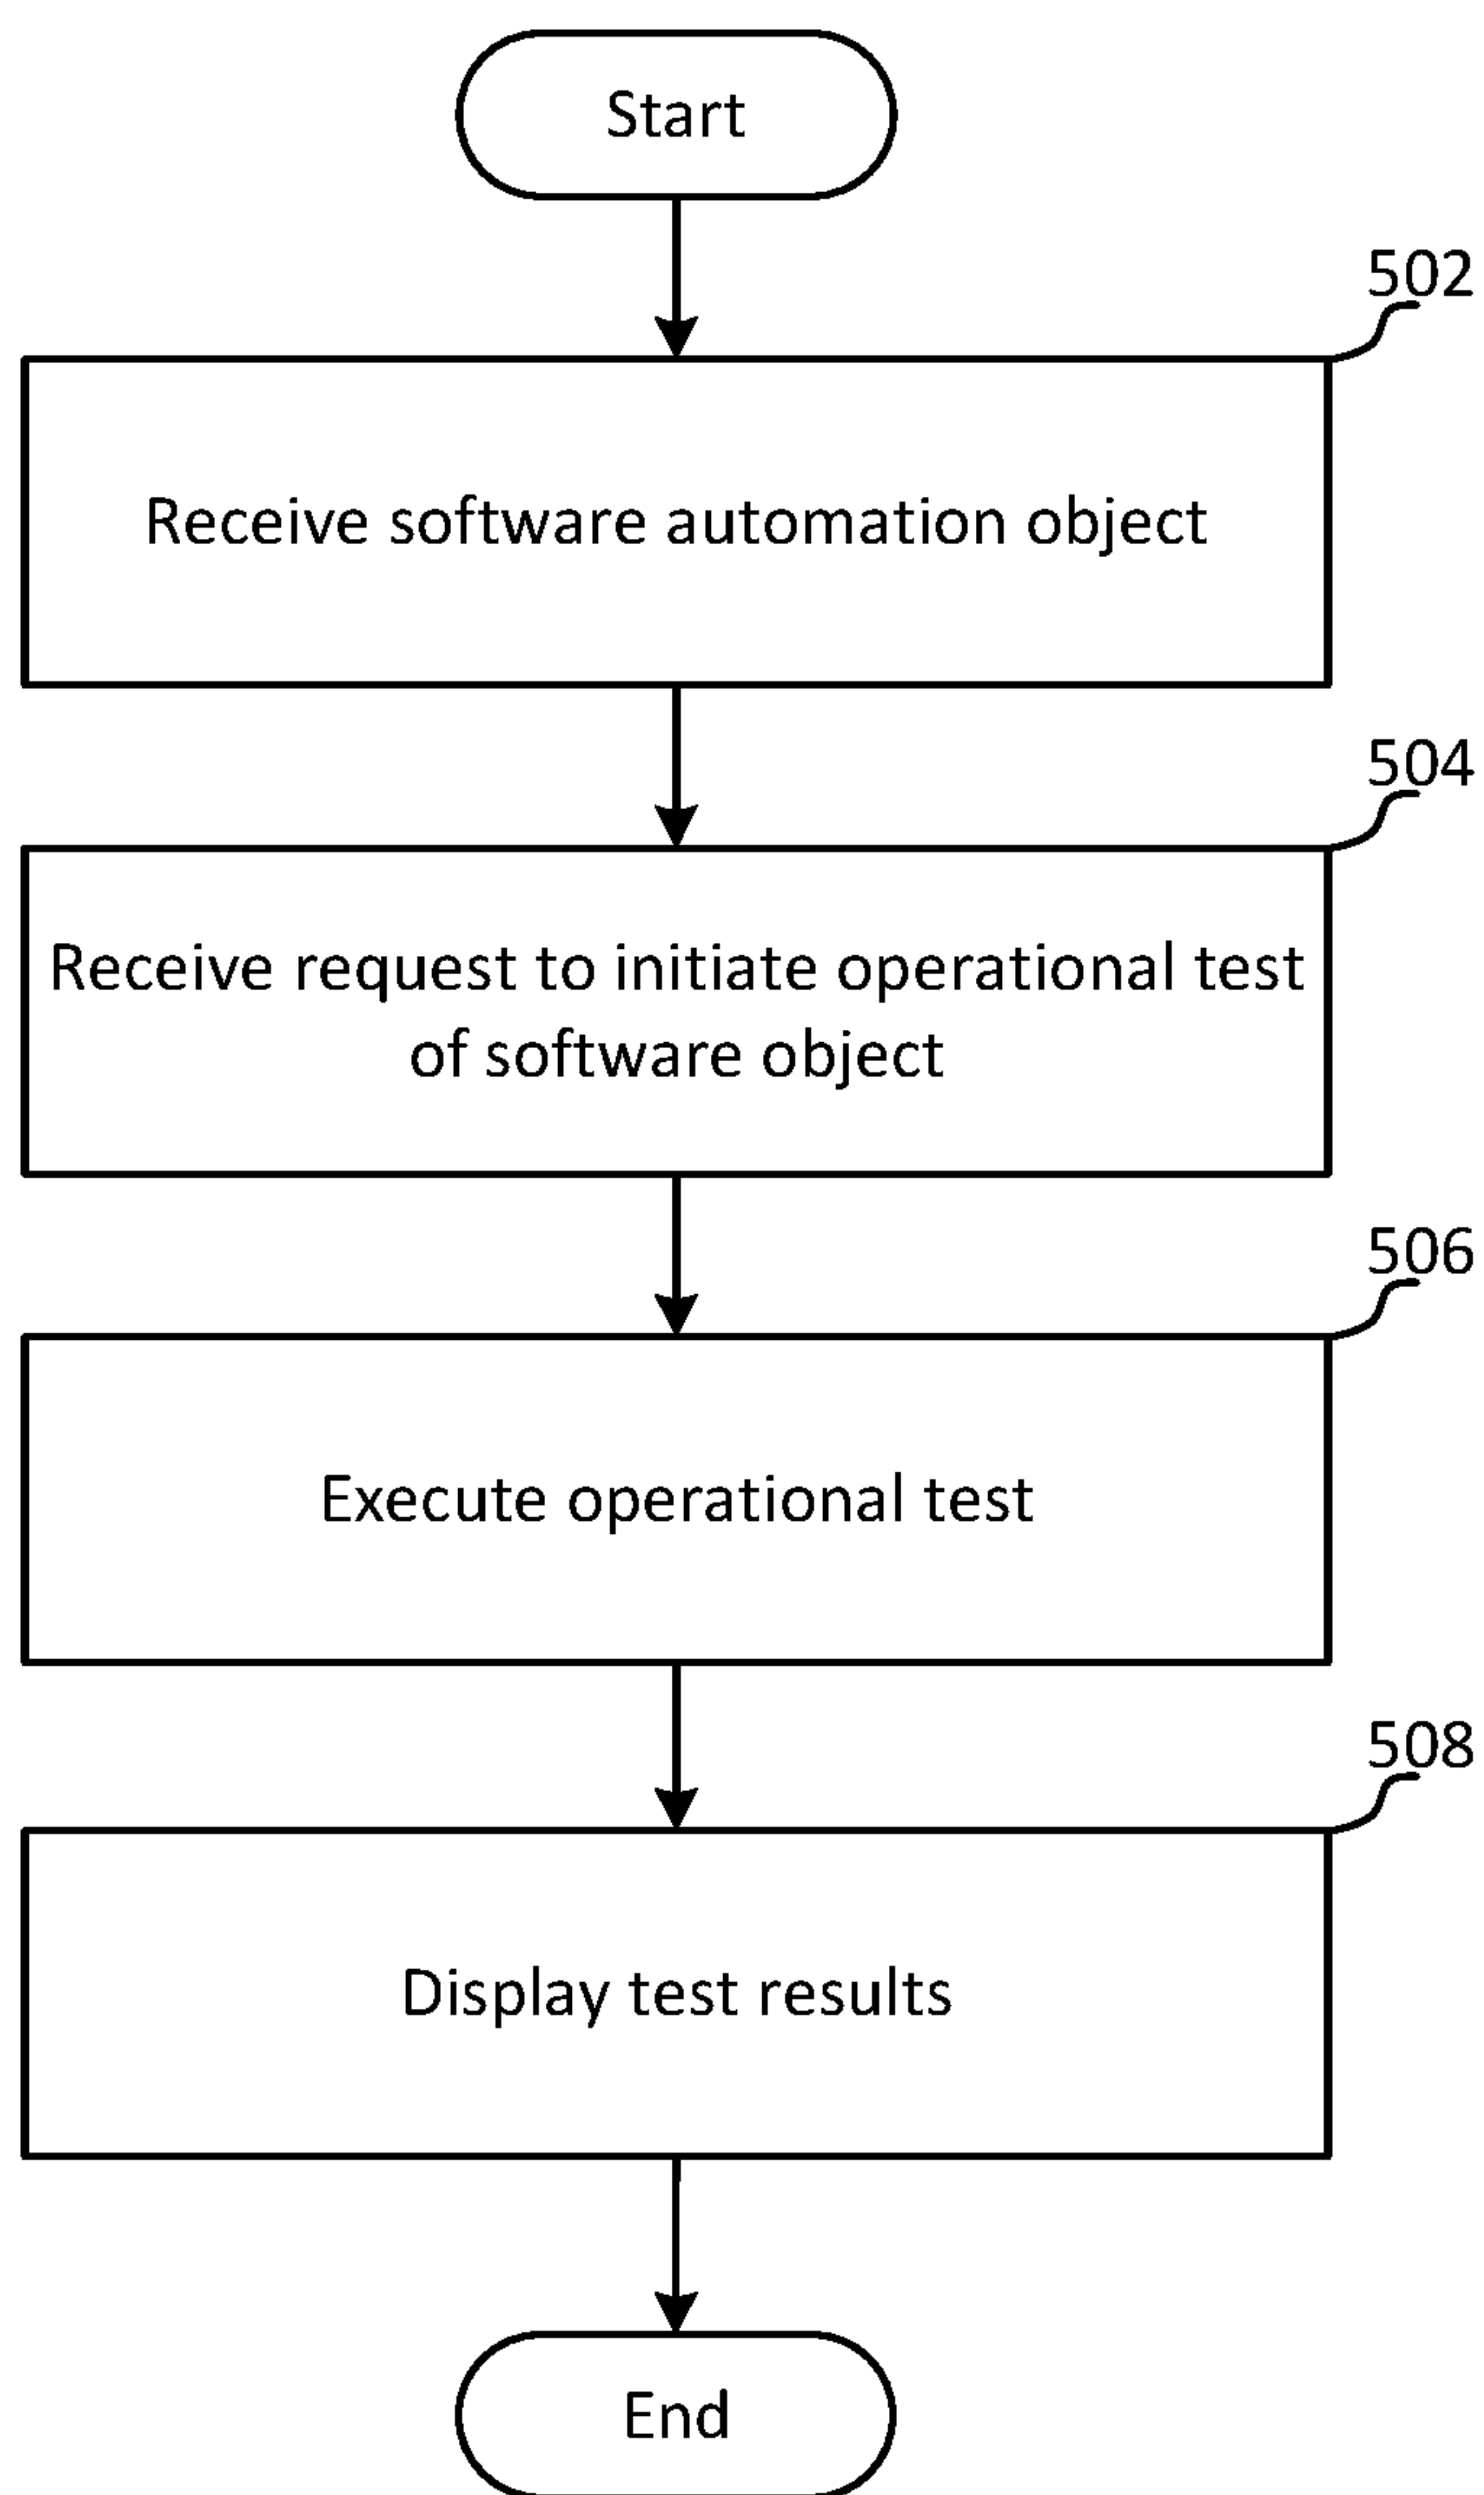 Start
502
Receive software automation object
504
Receive request to initiate operational test
of software object
506
Execute operational test
508
Display test results
End